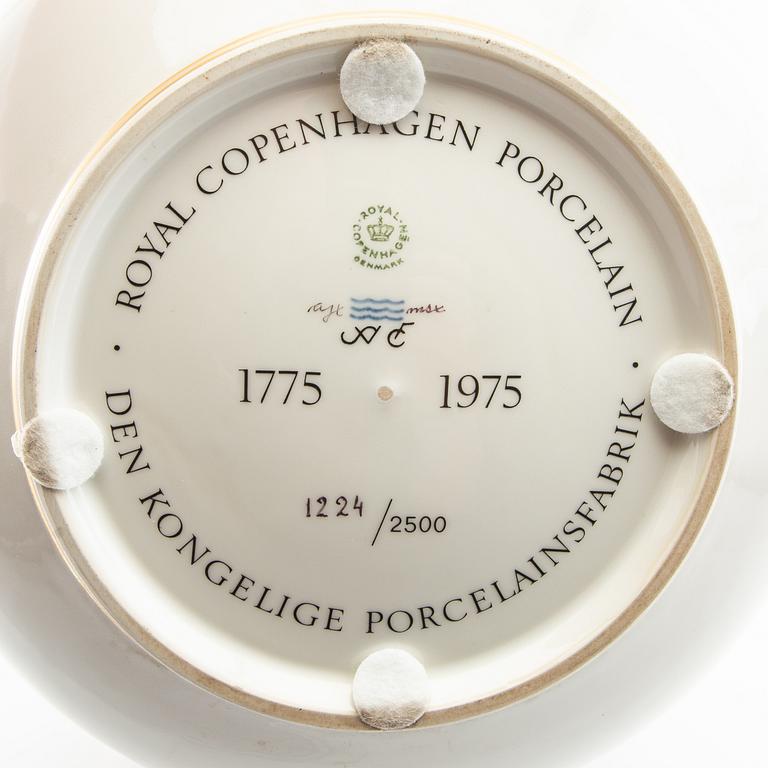 ROYAL COPENHAGEN PORCELAIN
ROYAL COPENHAGEN
DENMARK
1775 1975
1224/2500
• DEN KONGELIGE PORCELAINSFABRIK •